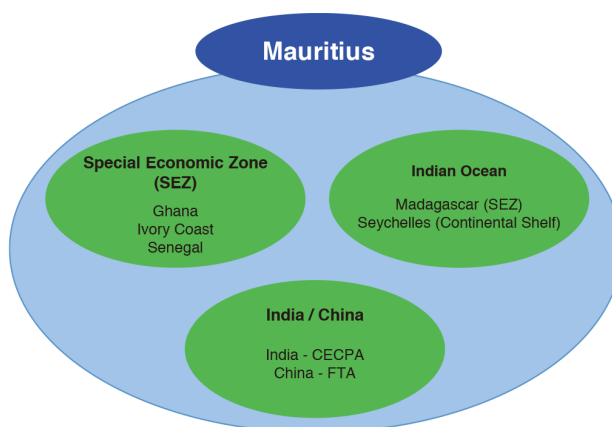 Mauritius
Special Economic Zone
(SEZ)
Ghana
Ivory Coast
Senegal
Indian Ocean
Madagascar (SEZ)
Seychelles (Continental Shelf)
India / China
India - CECPA
China - FTA